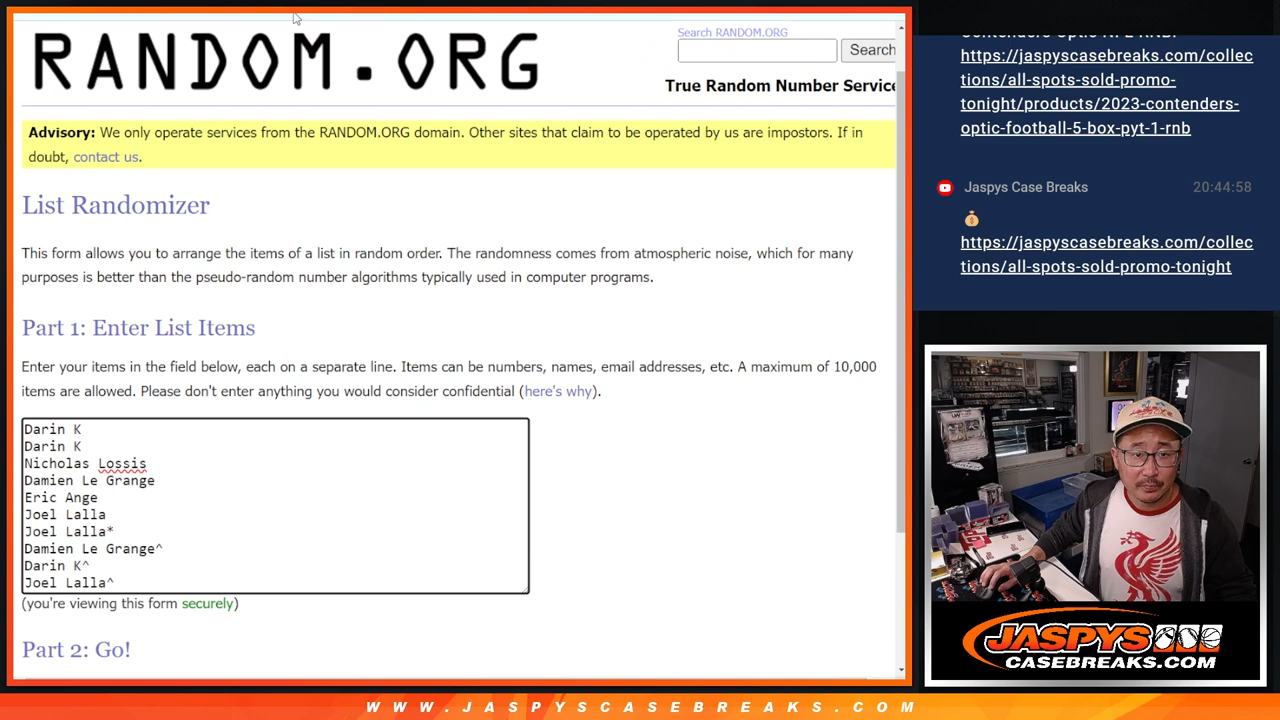 RANDOM.ORG
Search RANDOM.ORG
Search
True Random Number Service
Advisory: We only operate services from the RANDOM.ORG domain. Other sites that claim to be operated by us are impostors. If in
doubt, contact us.
List Randomizer
This form allows you to arrange the items of a list in random order. The randomness comes from atmospheric noise, which for many
purposes is better than the pseudo-random number algorithms typically used in computer programs.
Part 1: Enter List Items
Enter your items in the field below, each on a separate line. Items can be numbers, names, email addresses, etc. A maximum of 10,000
items are allowed. Please don't enter anything you would consider confidential (here's why).
Darin K
Darin K
Nicholas Lossis
Damien Le Grange
Eric Ange
Joel Lalla
Joel Lalla*
Damien Le Grange^
Darin K^
Joel Lalla^
(you're viewing this form securely)
Part 2: Go!
https://jaspyscasebreaks.com/collec
tions/all-spots-sold-promo-
tonight/products/2023-contenders-
optic-football-5-box-pyt-1-rnb
Jaspys Case Breaks 20:44:58
https://jaspyscasebreaks.com/collec
tions/all-spots-sold-promo-tonight
JASPYS
CASEBREAKS.COM
WWW.JASPYSCASEBREAKS.COM